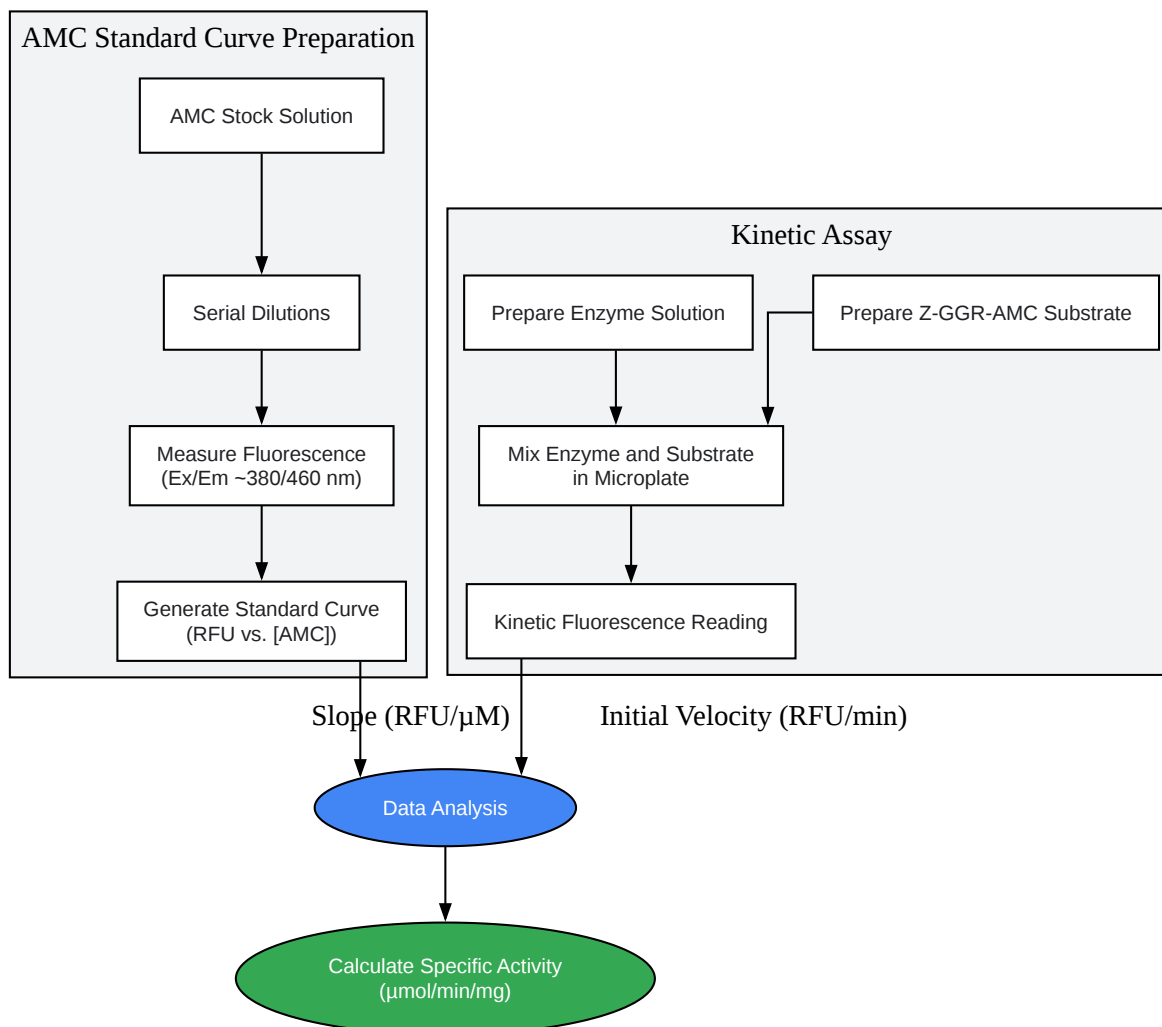 AMC Standard Curve Preparation
AMC Stock Solution
Serial Dilutions
Measure Fluorescence
(Ex/Em ~380/460 nm)
Generate Standard Curve
(RFU vs. [AMC])
Kinetic Assay
Prepare Enzyme Solution
Prepare Z-GGR-AMC Substrate
Mix Enzyme and Substrate
in Microplate
Kinetic Fluorescence Reading
Slope (RFU/µM)
Initial Velocity (RFU/min)
Data Analysis
Calculate Specific Activity
(µmol/min/mg)